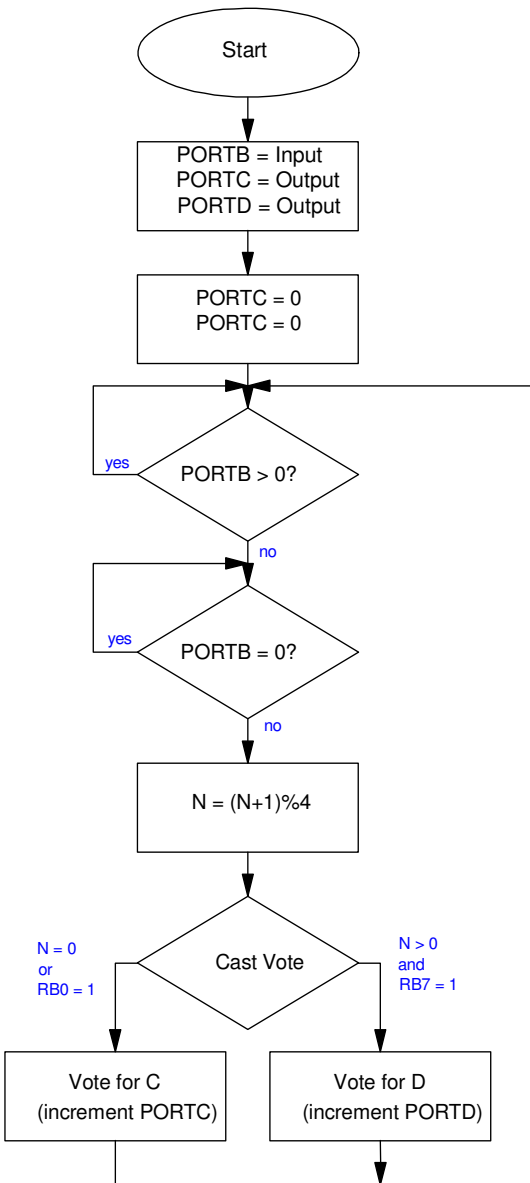 Start
PORTB = Input
PORTC = Output
PORTD = Output
PORTC = 0
PORTC = 0
yes
PORTB > 0?
no
yes
PORTB = 0?
no
N = (N+1)%4
N = 0
or
RB0 = 1
Cast Vote
N > 0
and
RB7 = 1
Vote for C
(increment PORTC)
Vote for D
(increment PORTD)